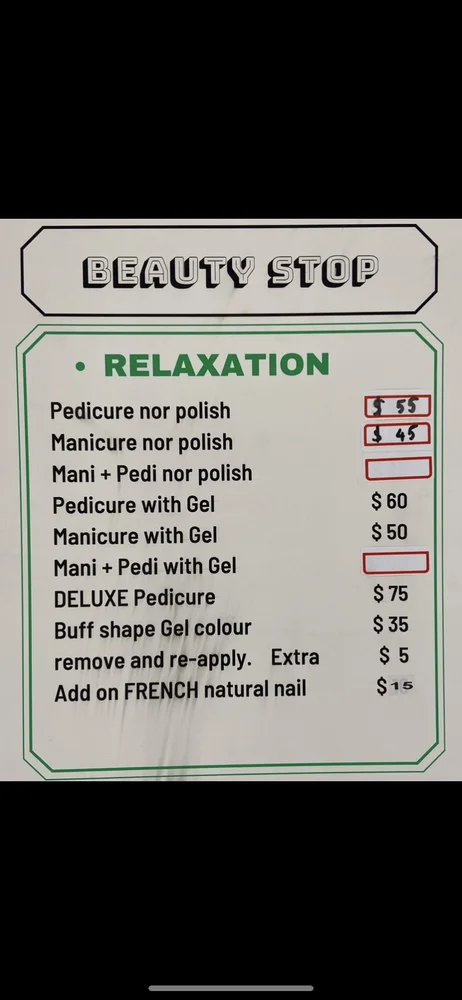 BEAUTY STOP
• RELAXATION
Pedicure nor polish $ 55
Manicure nor polish $ 45
Mani + Pedi nor polish
Pedicure with Gel $ 60
Manicure with Gel $ 50
Mani + Pedi with Gel
DELUXE Pedicure $ 75
Buff shape Gel colour $ 35
remove and re-apply. Extra $ 5
Add on FRENCH natural nail $ 15